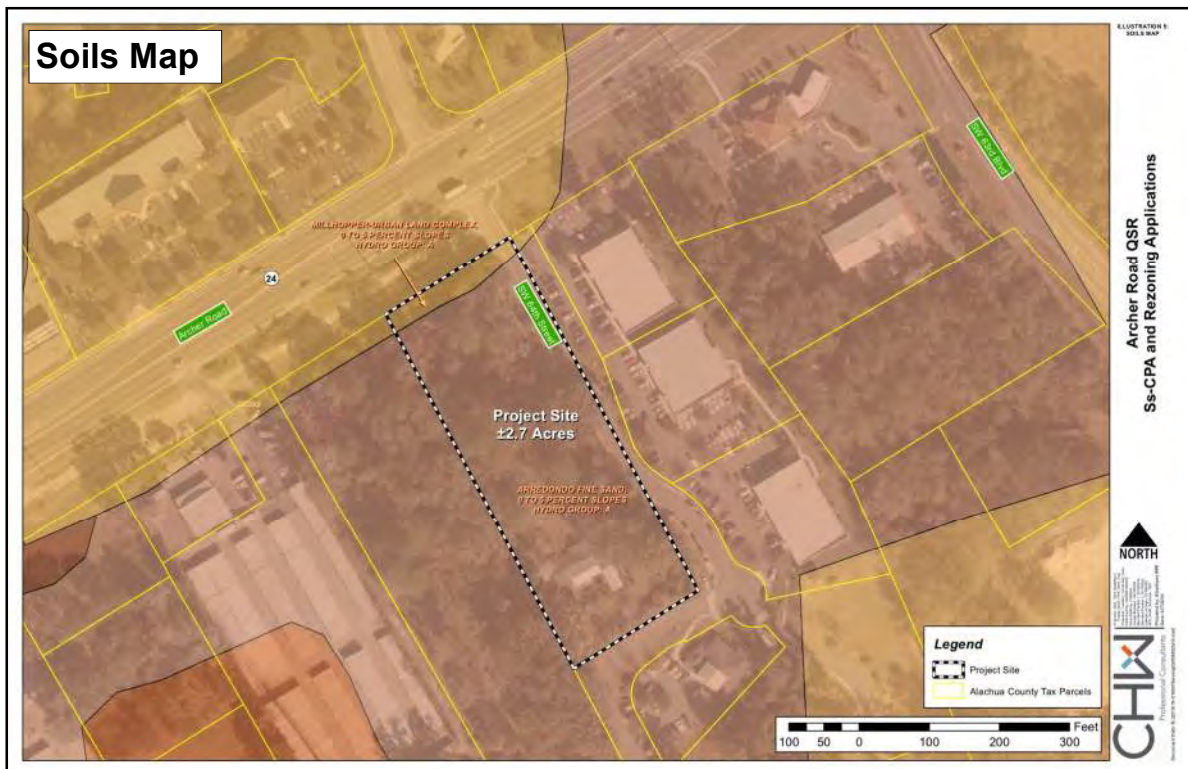 Soils Map
ILLUSTRATION 5:
SOILS MAP
Archer Road QSR
Ss-CPA and Rezoning Applications
SW 63rd Blvd
MILLHOPPER-URBAN LAND COMPLEX,
0 TO 5 PERCENT SLOPES
HYDRO GROUP: A
24
Archer Road
SW 64th Street
Project Site
±2.7 Acres
ARREDONDO FINE SAND,
0 TO 5 PERCENT SLOPES
HYDRO GROUP: A
NORTH
CHW
Professional Consultants
Legend
Project Site
Alachua County Tax Parcels
Feet
100 50 0 100 200 300